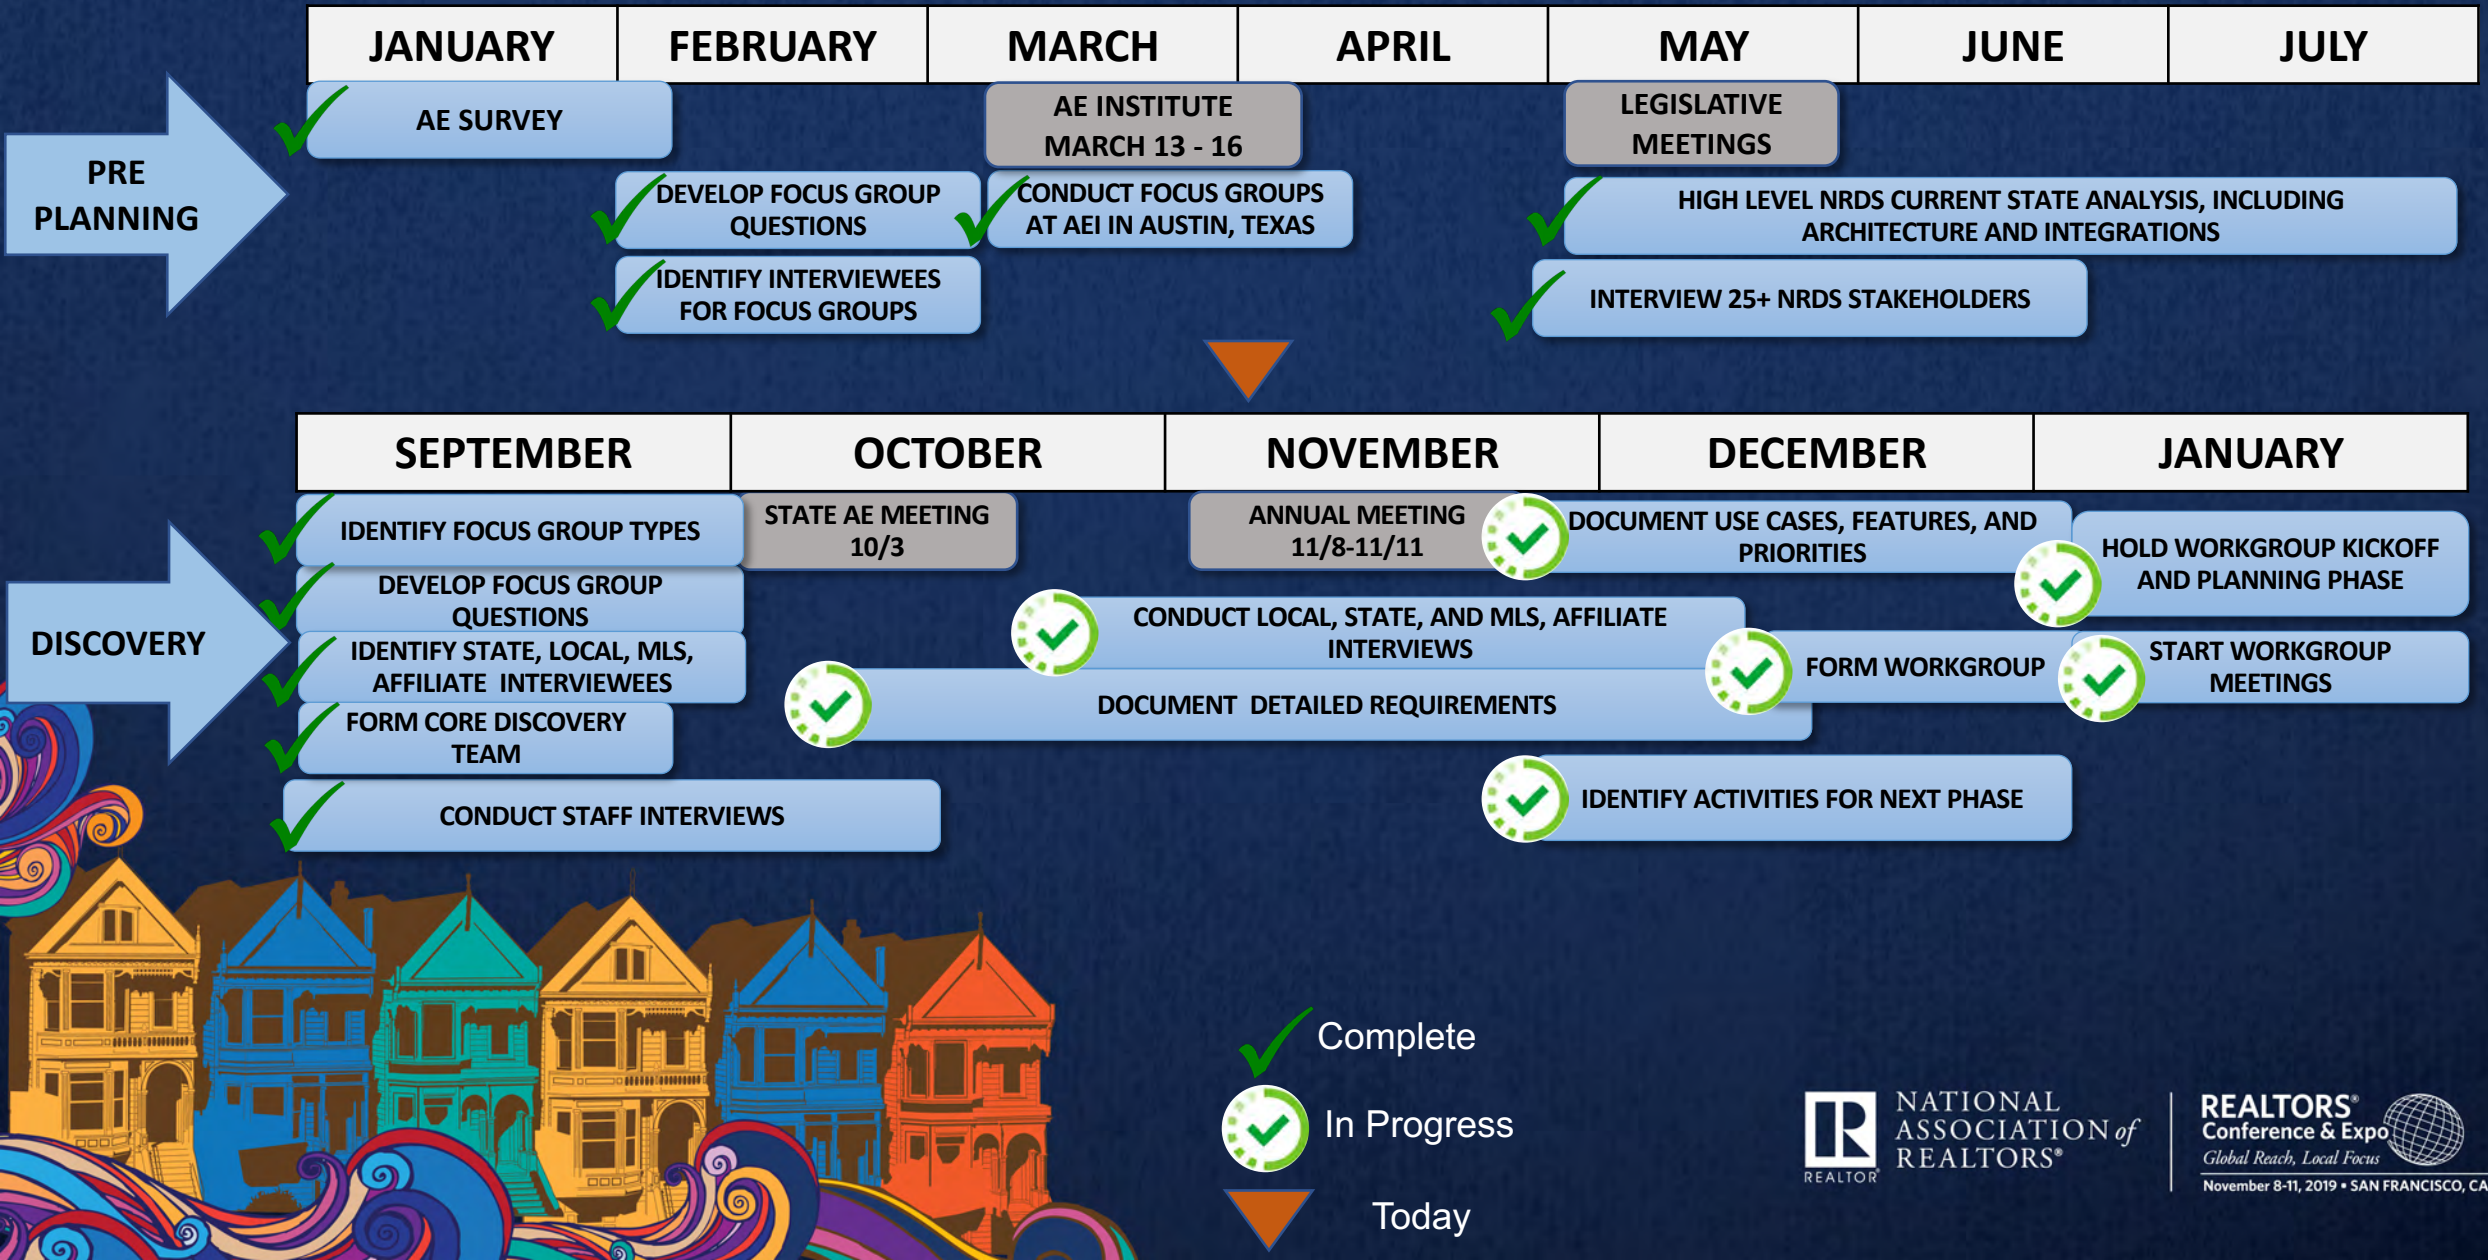 JANUARY
FEBRUARY
MARCH
APRIL
MAY
JUNE
JULY
PRE
PLANNING
AE SURVEY
AE INSTITUTE
MARCH 13 - 16
LEGISLATIVE
MEETINGS
DEVELOP FOCUS GROUP
QUESTIONS
CONDUCT FOCUS GROUPS
AT AEI IN AUSTIN, TEXAS
HIGH LEVEL NRDS CURRENT STATE ANALYSIS, INCLUDING
ARCHITECTURE AND INTEGRATIONS
IDENTIFY INTERVIEWEES
FOR FOCUS GROUPS
INTERVIEW 25+ NRDS STAKEHOLDERS
SEPTEMBER
OCTOBER
NOVEMBER
DECEMBER
JANUARY
DISCOVERY
IDENTIFY FOCUS GROUP TYPES
STATE AE MEETING
10/3
ANNUAL MEETING
11/8-11/11
DOCUMENT USE CASES, FEATURES, AND
PRIORITIES
HOLD WORKGROUP KICKOFF
AND PLANNING PHASE
DEVELOP FOCUS GROUP
QUESTIONS
CONDUCT LOCAL, STATE, AND MLS, AFFILIATE
INTERVIEWS
IDENTIFY STATE, LOCAL, MLS,
AFFILIATE INTERVIEWEES
FORM WORKGROUP
START WORKGROUP
MEETINGS
DOCUMENT DETAILED REQUIREMENTS
FORM CORE DISCOVERY
TEAM
IDENTIFY ACTIVITIES FOR NEXT PHASE
CONDUCT STAFF INTERVIEWS
Complete
In Progress
Today
REALTOR®
NATIONAL
ASSOCIATION of
REALTORS®
REALTORS®
Conference & Expo
Global Reach, Local Focus
November 8-11, 2019 • SAN FRANCISCO, CA